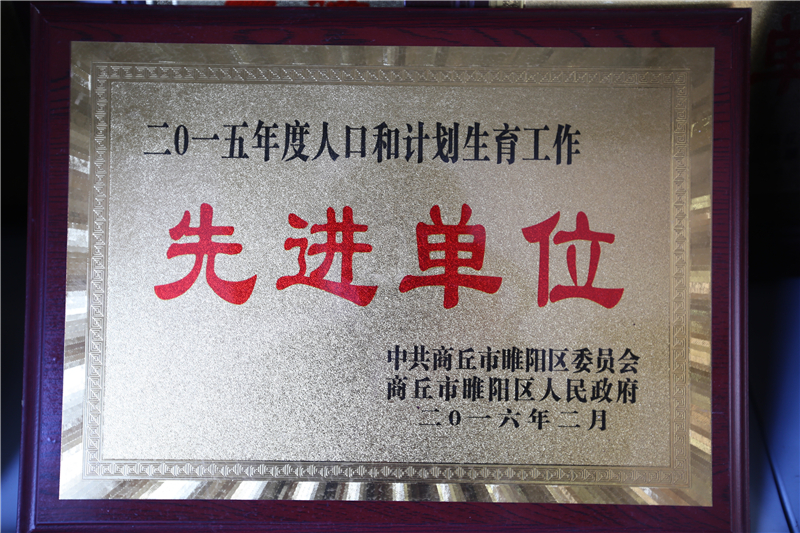 二〇一五年度人口和计划生育工作
先进单位
中共商丘市睢阳区委员会
商丘市睢阳区人民政府
二〇一六年二月